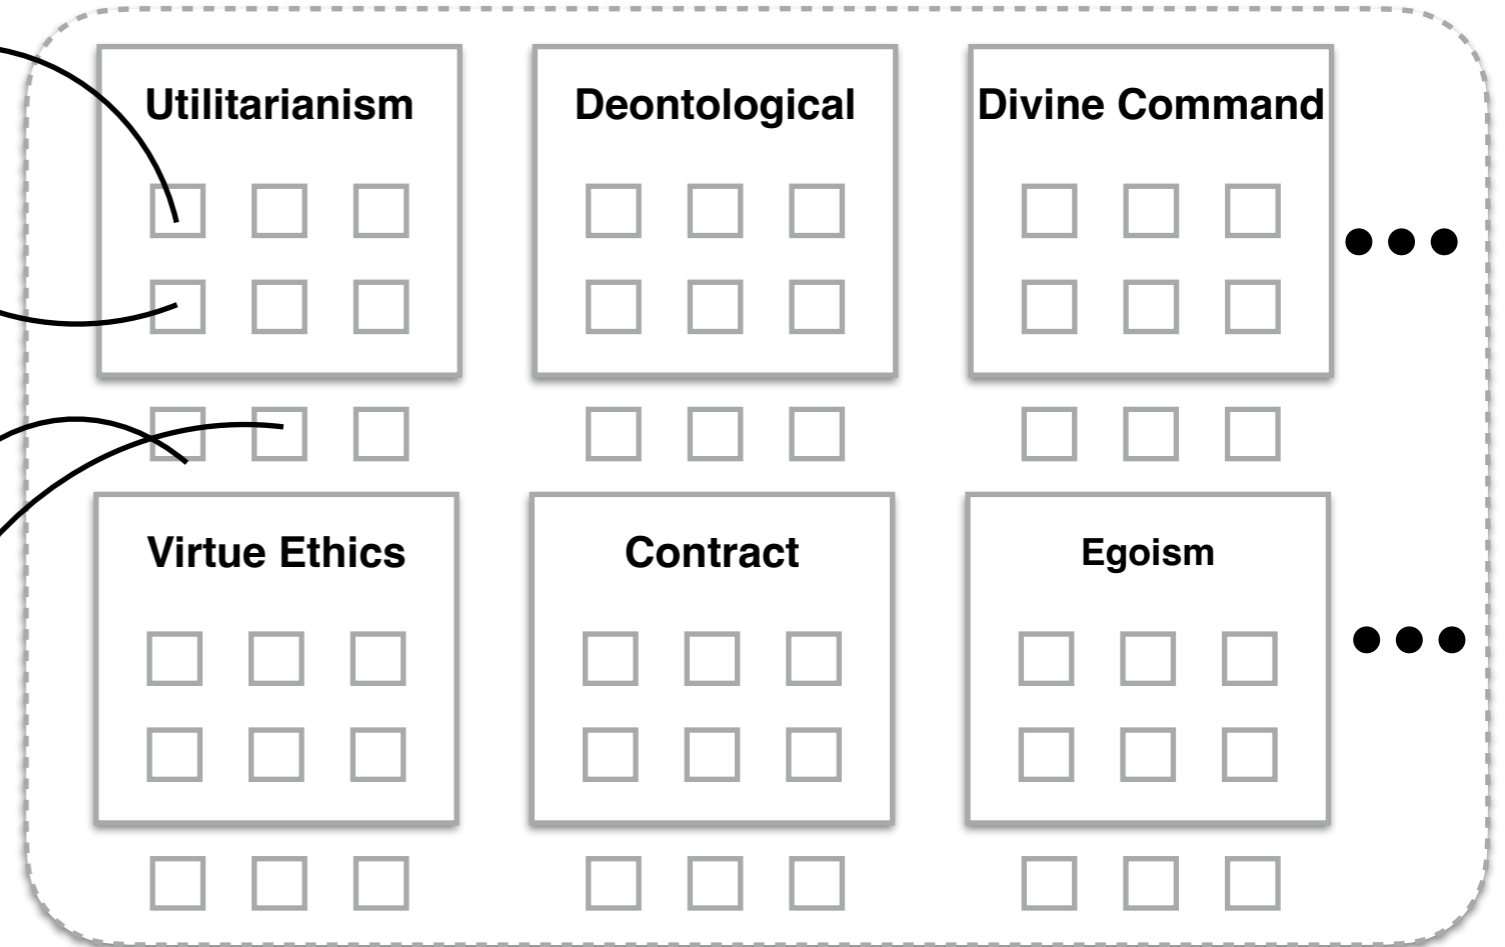 Utilitarianism
Deontological
Divine Command
Virtue Ethics
Contract
Egoism